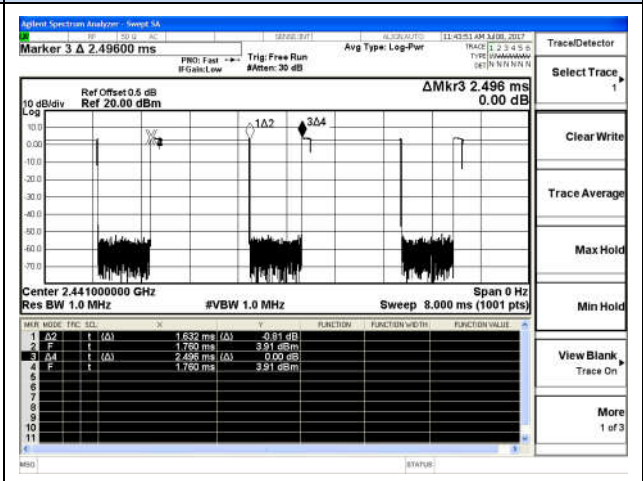 Agilent Spectrum Analyzer - Swept SA
RF 50 Ω AC SENSE:INT ALIGNAUTO 11:43:51 AM Jul 08, 2017
Marker 3 Δ 2.49600 ms
PNO: Fast Trig: Free Run Avg Type: Log-Pwr TRACE 1 2 3 4 5 6
IFGain:Low #Atten: 30 dB TYPE
DET N N N N N N
Trace/Detector
Select Trace
1
Ref Offset 0.5 dB
10 dB/div Ref 20.00 dBm
Log
ΔMkr3 2.496 ms
0.00 dB
10.0
0.00
-10.0
-20.0
-30.0
-40.0
-50.0
-60.0
-70.0
1Δ2
3Δ4
Clear Write
Trace Average
Max Hold
Center 2.441000000 GHz Span 0 Hz
Res BW 1.0 MHz #VBW 1.0 MHz Sweep 8.000 ms (1001 pts)
Min Hold
MKR MODE TRC SCL X Y FUNCTION FUNCTION WIDTH FUNCTION VALUE
1 Δ2 t (Δ) 1.632 ms (Δ) -0.81 dB
2 F t 1.760 ms 3.91 dBm
3 Δ4 t (Δ) 2.496 ms (Δ) 0.00 dB
4 F t 1.760 ms 3.91 dBm
5
6
7
8
9
10
11
View Blank
Trace On
More
1 of 3
MSG STATUS